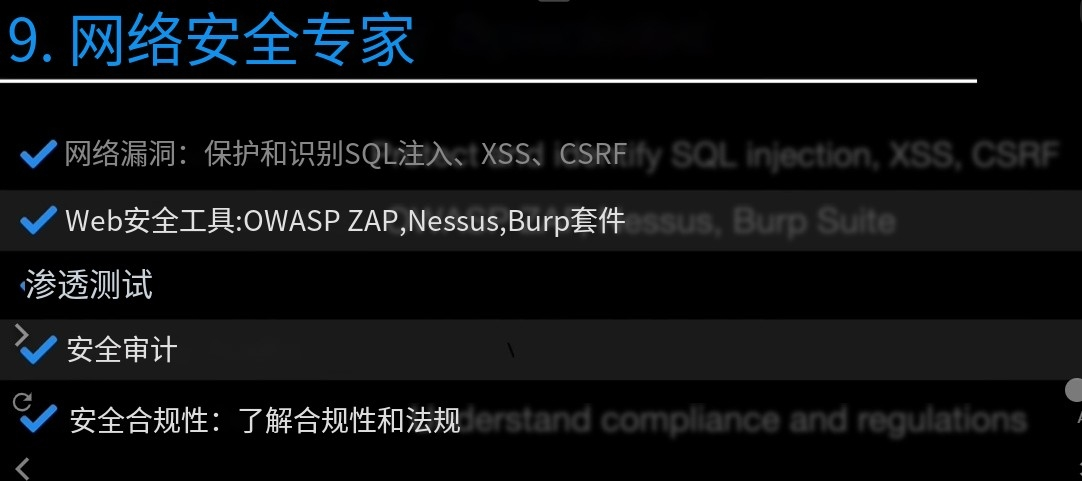 9. 网络安全专家
网络漏洞：保护和识别SQL注入、XSS、CSRF
Web安全工具:OWASP ZAP,Nessus,Burp套件
渗透测试
安全审计
安全合规性：了解合规性和法规